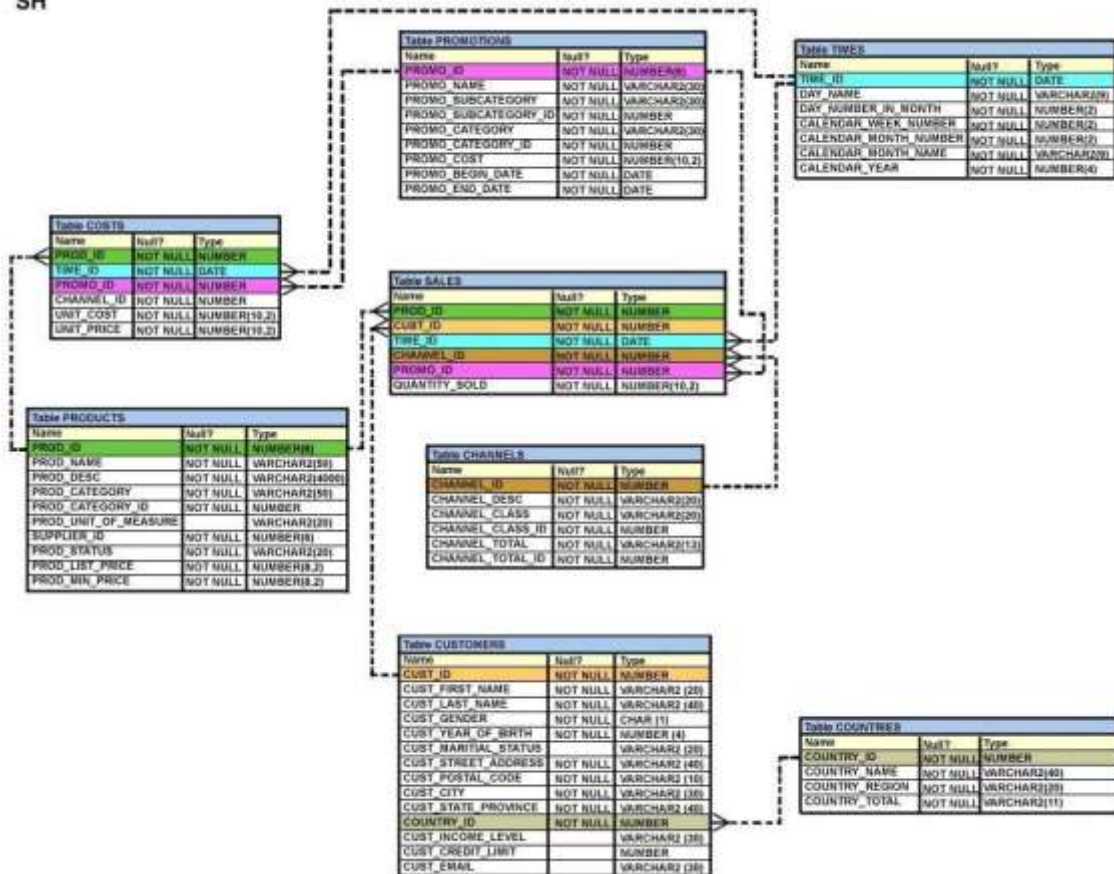 SH
Table PROMOTIONS
Name Null? Type
PROMO_ID NOT NULL NUMBER(6)
PROMO_NAME NOT NULL VARCHAR2(30)
PROMO_SUBCATEGORY NOT NULL VARCHAR2(30)
PROMO_SUBCATEGORY_ID NOT NULL NUMBER
PROMO_CATEGORY NOT NULL VARCHAR2(30)
PROMO_CATEGORY_ID NOT NULL NUMBER
PROMO_COST NOT NULL NUMBER(10,2)
PROMO_BEGIN_DATE NOT NULL DATE
PROMO_END_DATE NOT NULL DATE
Table TIMES
Name Null? Type
TIME_ID NOT NULL DATE
DAY_NAME NOT NULL VARCHAR2(9)
DAY_NUMBER_IN_MONTH NOT NULL NUMBER(2)
CALENDAR_WEEK_NUMBER NOT NULL NUMBER(2)
CALENDAR_MONTH_NUMBER NOT NULL NUMBER(2)
CALENDAR_MONTH_NAME NOT NULL VARCHAR2(9)
CALENDAR_YEAR NOT NULL NUMBER(4)
Table COSTS
Name Null? Type
PROD_ID NOT NULL NUMBER
TIME_ID NOT NULL DATE
PROMO_ID NOT NULL NUMBER
CHANNEL_ID NOT NULL NUMBER
UNIT_COST NOT NULL NUMBER(10,2)
UNIT_PRICE NOT NULL NUMBER(10,2)
Table SALES
Name Null? Type
PROD_ID NOT NULL NUMBER
CUST_ID NOT NULL NUMBER
TIME_ID NOT NULL DATE
CHANNEL_ID NOT NULL NUMBER
PROMO_ID NOT NULL NUMBER
QUANTITY_SOLD NOT NULL NUMBER(10,2)
Table PRODUCTS
Name Null? Type
PROD_ID NOT NULL NUMBER(6)
PROD_NAME NOT NULL VARCHAR2(50)
PROD_DESC NOT NULL VARCHAR2(4000)
PROD_CATEGORY NOT NULL VARCHAR2(50)
PROD_CATEGORY_ID NOT NULL NUMBER
PROD_UNIT_OF_MEASURE VARCHAR2(20)
SUPPLIER_ID NOT NULL NUMBER(6)
PROD_STATUS NOT NULL VARCHAR2(20)
PROD_LIST_PRICE NOT NULL NUMBER(8,2)
PROD_MIN_PRICE NOT NULL NUMBER(8,2)
Table CHANNELS
Name Null? Type
CHANNEL_ID NOT NULL NUMBER
CHANNEL_DESC NOT NULL VARCHAR2(20)
CHANNEL_CLASS NOT NULL VARCHAR2(20)
CHANNEL_CLASS_ID NOT NULL NUMBER
CHANNEL_TOTAL NOT NULL VARCHAR2(13)
CHANNEL_TOTAL_ID NOT NULL NUMBER
Table CUSTOMERS
Name Null? Type
CUST_ID NOT NULL NUMBER
CUST_FIRST_NAME NOT NULL VARCHAR2 (20)
CUST_LAST_NAME NOT NULL VARCHAR2 (40)
CUST_GENDER NOT NULL CHAR (1)
CUST_YEAR_OF_BIRTH NOT NULL NUMBER (4)
CUST_MARITIAL_STATUS VARCHAR2 (20)
CUST_STREET_ADDRESS NOT NULL VARCHAR2 (40)
CUST_POSTAL_CODE NOT NULL VARCHAR2 (10)
CUST_CITY NOT NULL VARCHAR2 (30)
CUST_STATE_PROVINCE NOT NULL VARCHAR2 (40)
COUNTRY_ID NOT NULL NUMBER
CUST_INCOME_LEVEL VARCHAR2 (30)
CUST_CREDIT_LIMIT NUMBER
CUST_EMAIL VARCHAR2 (30)
Table COUNTRIES
Name Null? Type
COUNTRY_ID NOT NULL NUMBER
COUNTRY_NAME NOT NULL VARCHAR2(40)
COUNTRY_REGION NOT NULL VARCHAR2(20)
COUNTRY_TOTAL NOT NULL VARCHAR2(11)